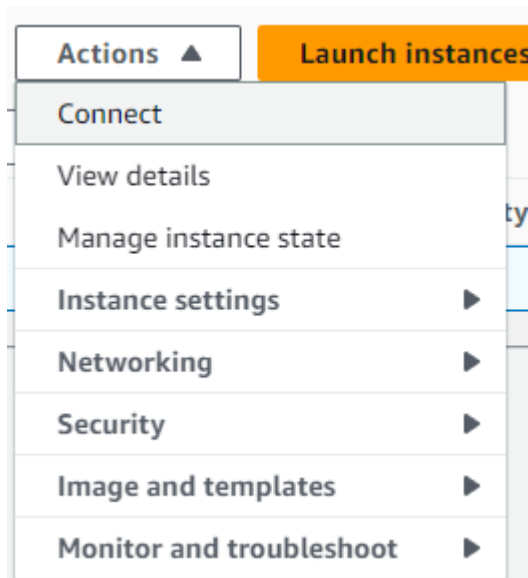 Actions Launch instances
Connect
View details
ty
Manage instance state
Instance settings
Networking
Security
Image and templates
Monitor and troubleshoot